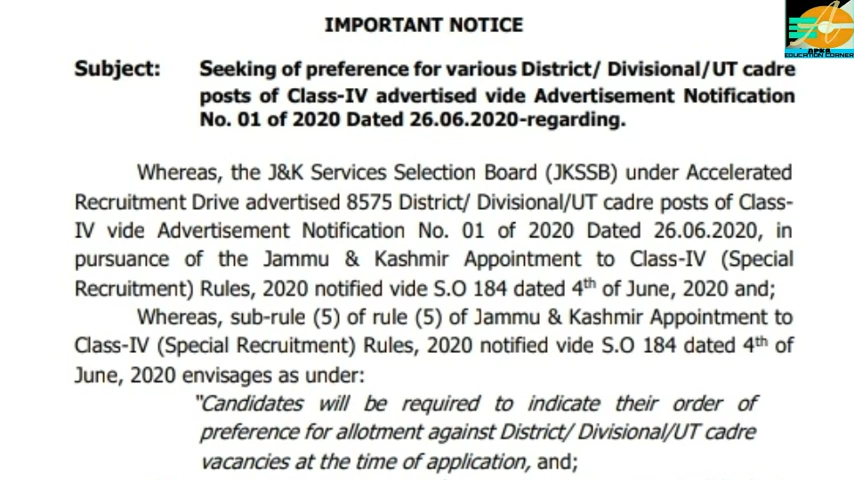 IMPORTANT NOTICE
APKA
EDUCATION CORNER
Subject: Seeking of preference for various District/ Divisional/UT cadre
posts of Class-IV advertised vide Advertisement Notification
No. 01 of 2020 Dated 26.06.2020-regarding.
Whereas, the J&K Services Selection Board (JKSSB) under Accelerated
Recruitment Drive advertised 8575 District/ Divisional/UT cadre posts of Class-
IV vide Advertisement Notification No. 01 of 2020 Dated 26.06.2020, in
pursuance of the Jammu & Kashmir Appointment to Class-IV (Special
Recruitment) Rules, 2020 notified vide S.O 184 dated 4th of June, 2020 and;
Whereas, sub-rule (5) of rule (5) of Jammu & Kashmir Appointment to
Class-IV (Special Recruitment) Rules, 2020 notified vide S.O 184 dated 4th of
June, 2020 envisages as under:
"Candidates will be required to indicate their order of
preference for allotment against District/ Divisional/UT cadre
vacancies at the time of application, and;